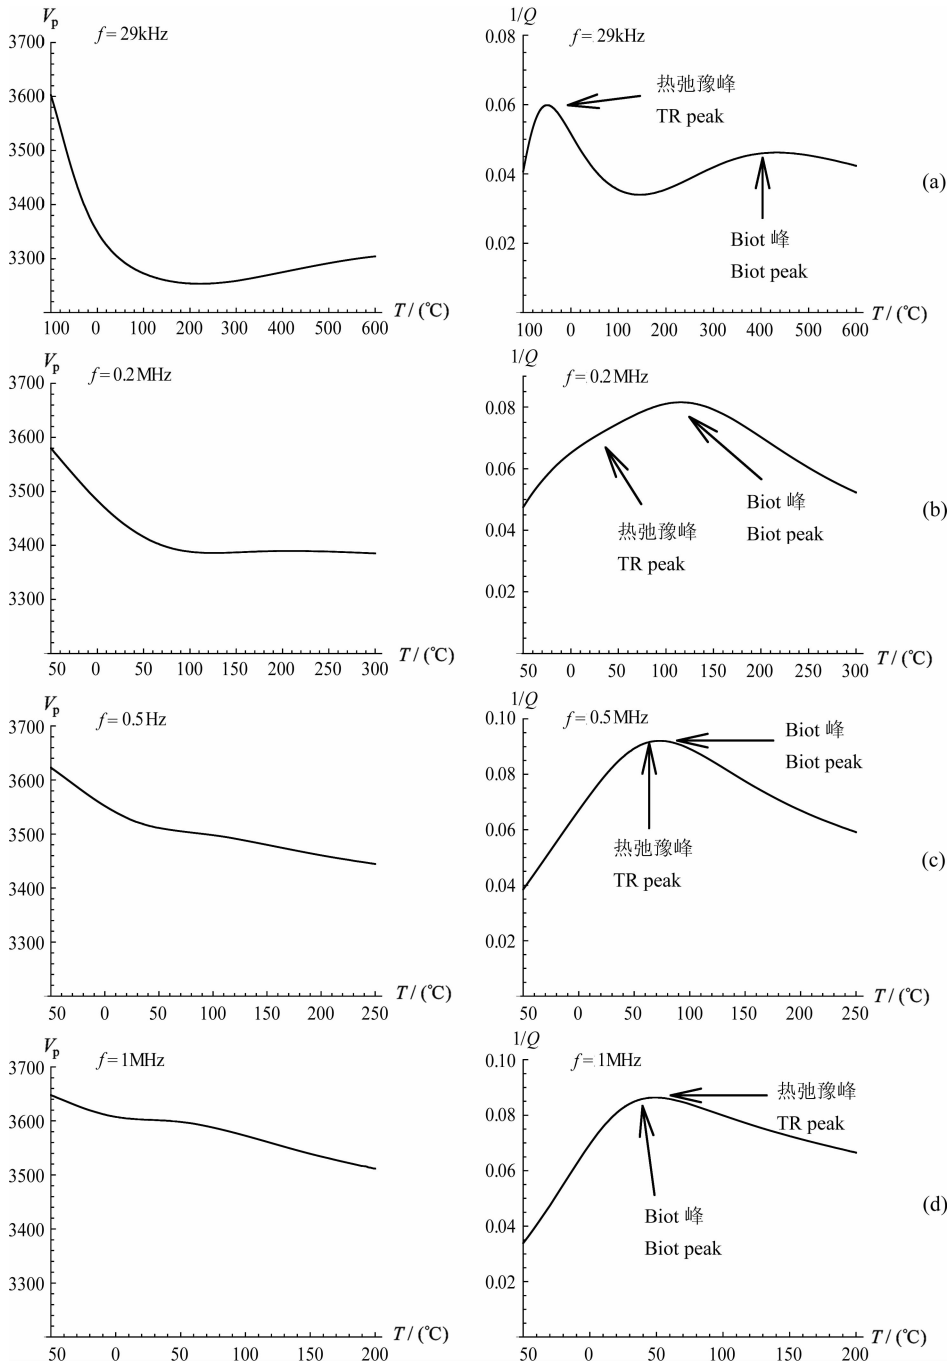 V_p
f = 29kHz
3700
3600
3500
3400
3300
100 0 100 200 300 400 500 600
T / (℃)
1/Q
f = 29kHz
0.08
0.06
0.04
0.02
热弛豫峰
TR peak
Biot 峰
Biot peak
100 0 100 200 300 400 500 600
T / (℃)
(a)
V_p
f = 0.2MHz
3700
3600
3500
3400
3300
50 0 50 100 150 200 250 300
T / (℃)
1/Q
f = 0.2MHz
0.08
0.06
0.04
0.02
Biot 峰
Biot peak
热弛豫峰
TR peak
50 0 50 100 150 200 250 300
T / (℃)
(b)
V_p
f = 0.5Hz
3700
3600
3500
3400
3300
50 0 50 100 150 200 250
T / (℃)
1/Q
f = 0.5MHz
0.10
0.08
0.06
0.04
0.02
Biot 峰
Biot peak
热弛豫峰
TR peak
50 0 50 100 150 200 250
T / (℃)
(c)
V_p
f = 1MHz
3700
3600
3500
3400
3300
50 0 50 100 150 200
T / (℃)
1/Q
f = 1MHz
0.10
0.08
0.06
0.04
0.02
热弛豫峰
TR peak
Biot 峰
Biot peak
50 0 50 100 150 200
T / (℃)
(d)